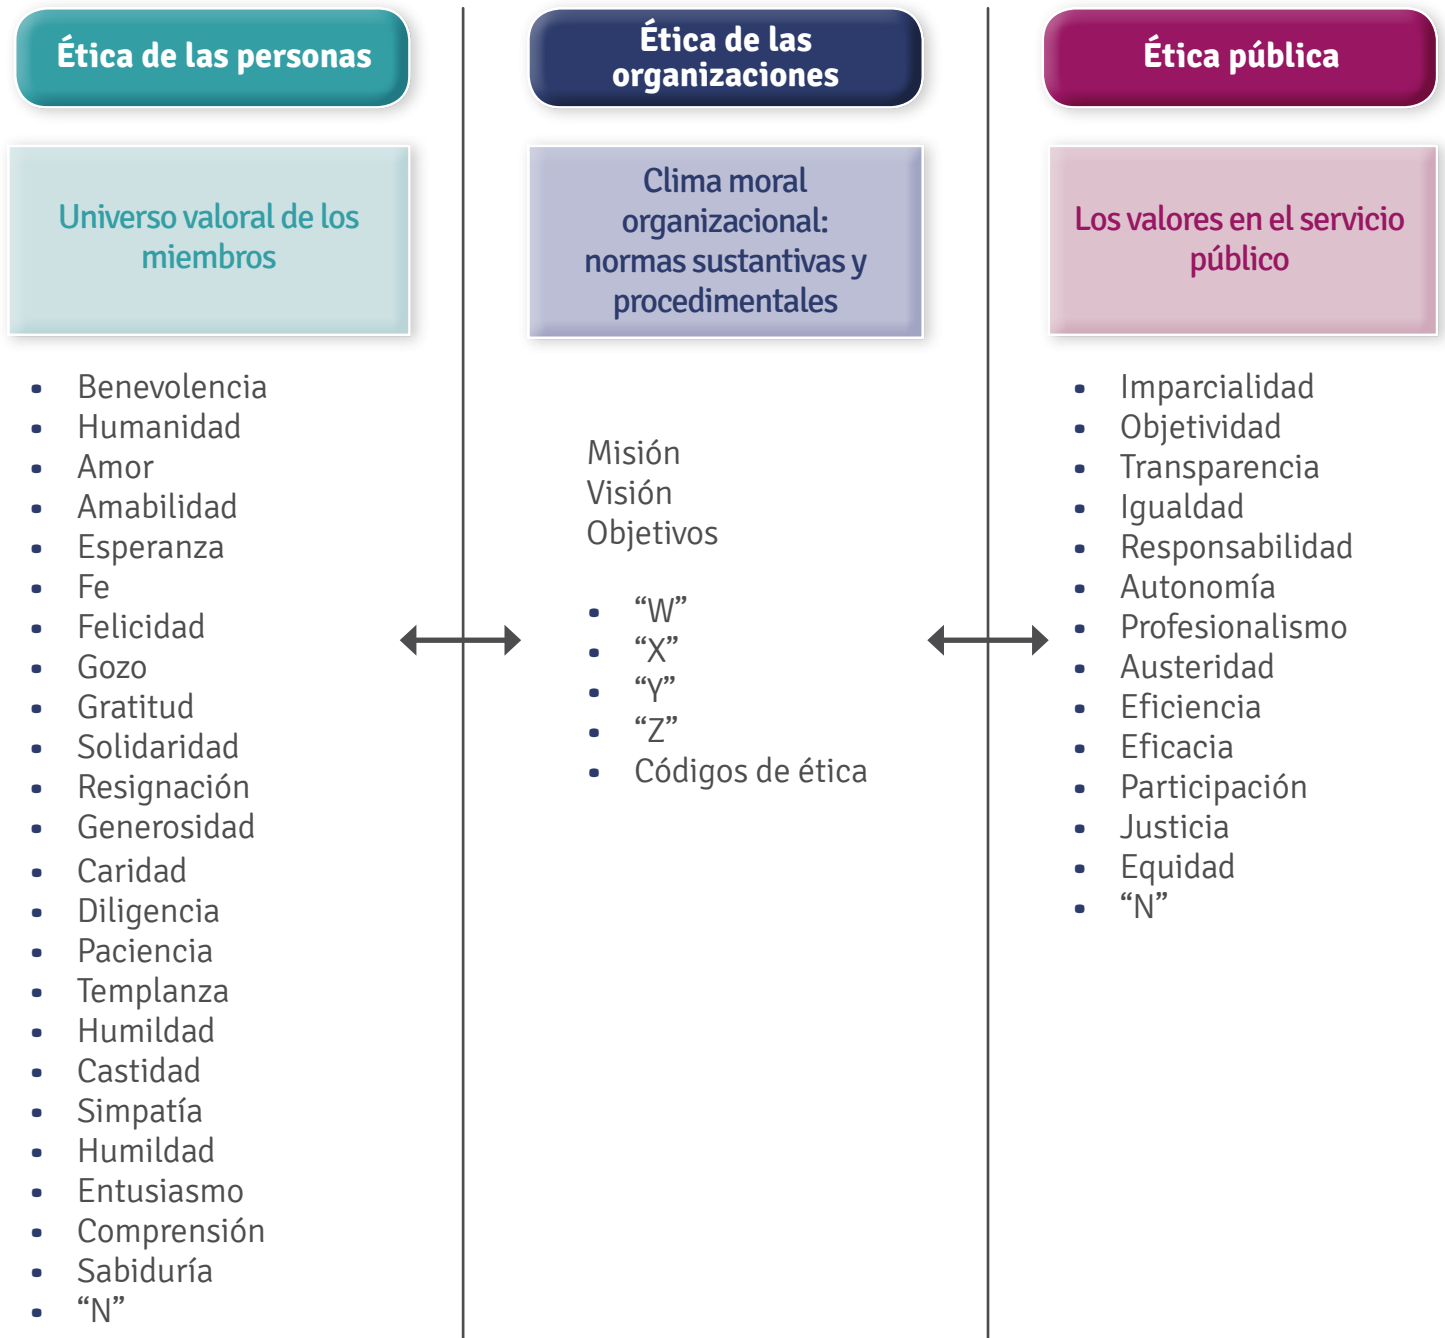 Ética de las personas
Universo valoral de los
miembros
• Benevolencia
• Humanidad
• Amor
• Amabilidad
• Esperanza
• Fe
• Felicidad
• Gozo
• Gratitud
• Solidaridad
• Resignación
• Generosidad
• Caridad
• Diligencia
• Paciencia
• Templanza
• Humildad
• Castidad
• Simpatía
• Humildad
• Entusiasmo
• Comprensión
• Sabiduría
• “N”
Ética de las
organizaciones
Clima moral
organizacional:
normas sustantivas y
procedimentales
Misión
Visión
Objetivos
• “W”
• “X”
• “Y”
• “Z”
• Códigos de ética
Ética pública
Los valores en el servicio
público
• Imparcialidad
• Objetividad
• Transparencia
• Igualdad
• Responsabilidad
• Autonomía
• Profesionalismo
• Austeridad
• Eficiencia
• Eficacia
• Participación
• Justicia
• Equidad
• “N”